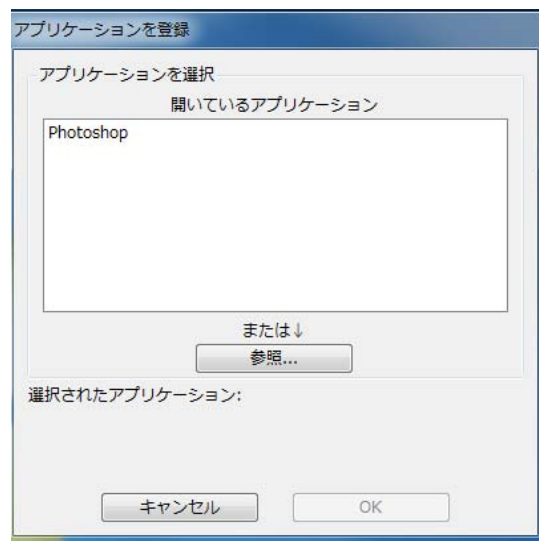 アプリケーションを登録
アプリケーションを選択
開いているアプリケーション
Photoshop
または↓
参照...
選択されたアプリケーション:
キャンセル
OK